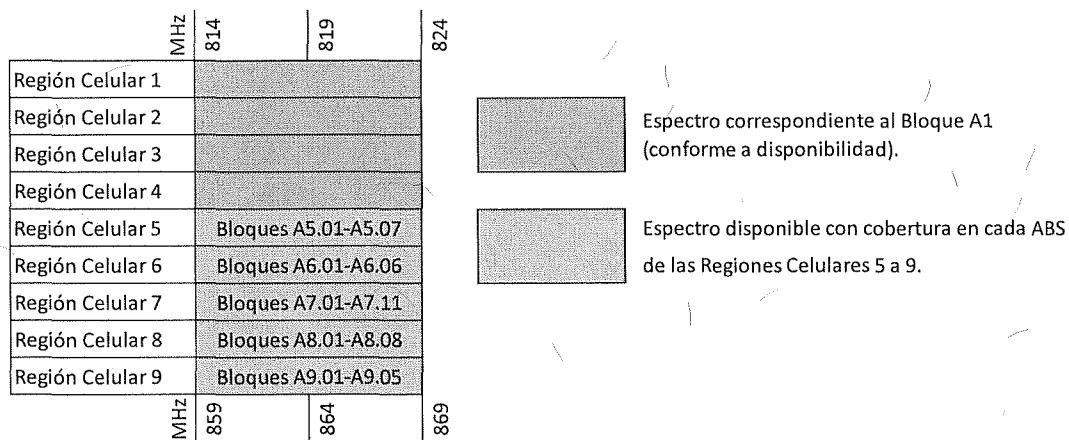 MHz 814 819 824
Región Celular 1
Región Celular 2
Región Celular 3
Región Celular 4
Región Celular 5 Bloques A5.01-A5.07
Región Celular 6 Bloques A6.01-A6.06
Región Celular 7 Bloques A7.01-A7.11
Región Celular 8 Bloques A8.01-A8.08
Región Celular 9 Bloques A9.01-A9.05
MHz 859 864 869
Espectro correspondiente al Bloque A1
(conforme a disponibilidad).
Espectro disponible con cobertura en cada ABS
de las Regiones Celulares 5 a 9.